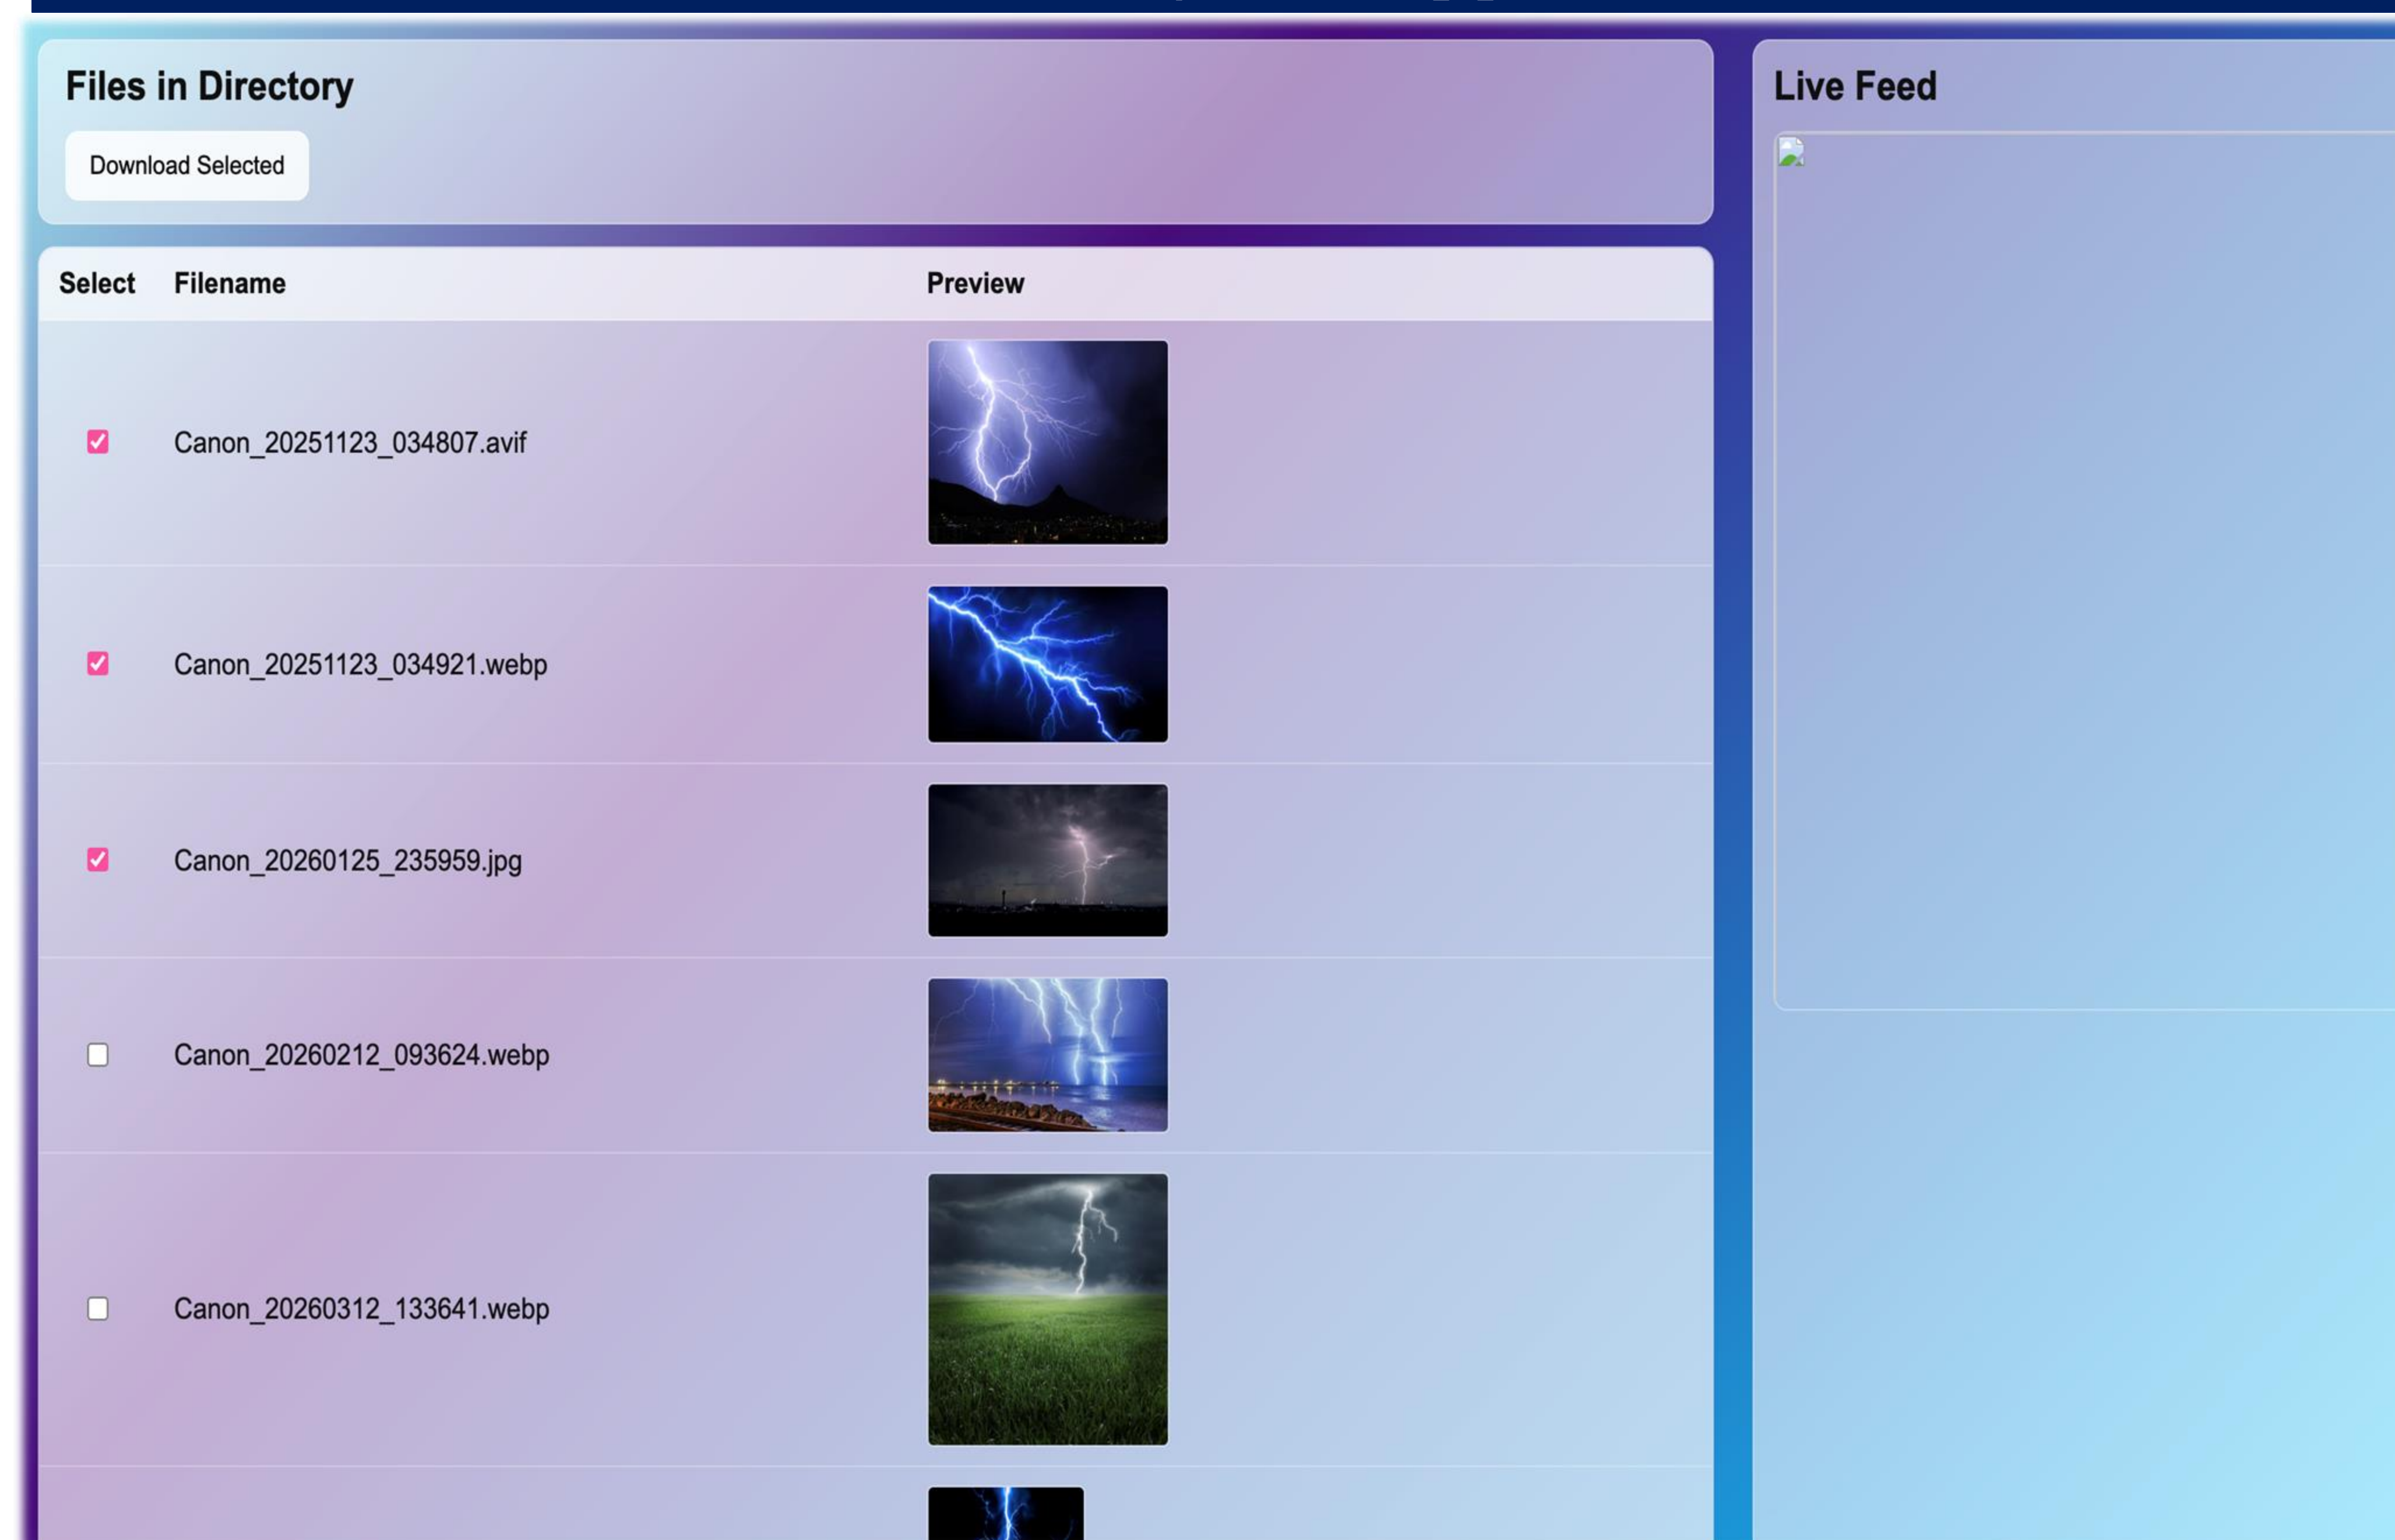 Files in Directory
Download Selected
Select Filename Preview
Canon_20251123_034807.avif
Canon_20251123_034921.webp
Canon_20260125_235959.jpg
Canon_20260212_093624.webp
Canon_20260312_133641.webp
Live Feed